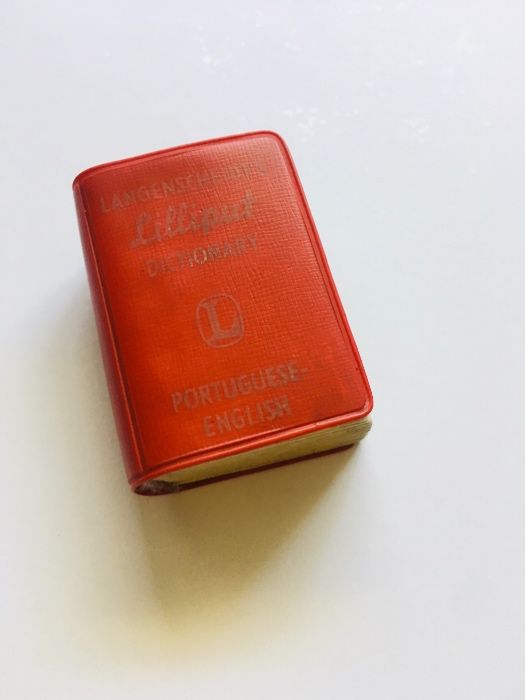 LANGENSCHEIDT'S
Lilliput
DICTIONARY
L
PORTUGUESE-
ENGLISH